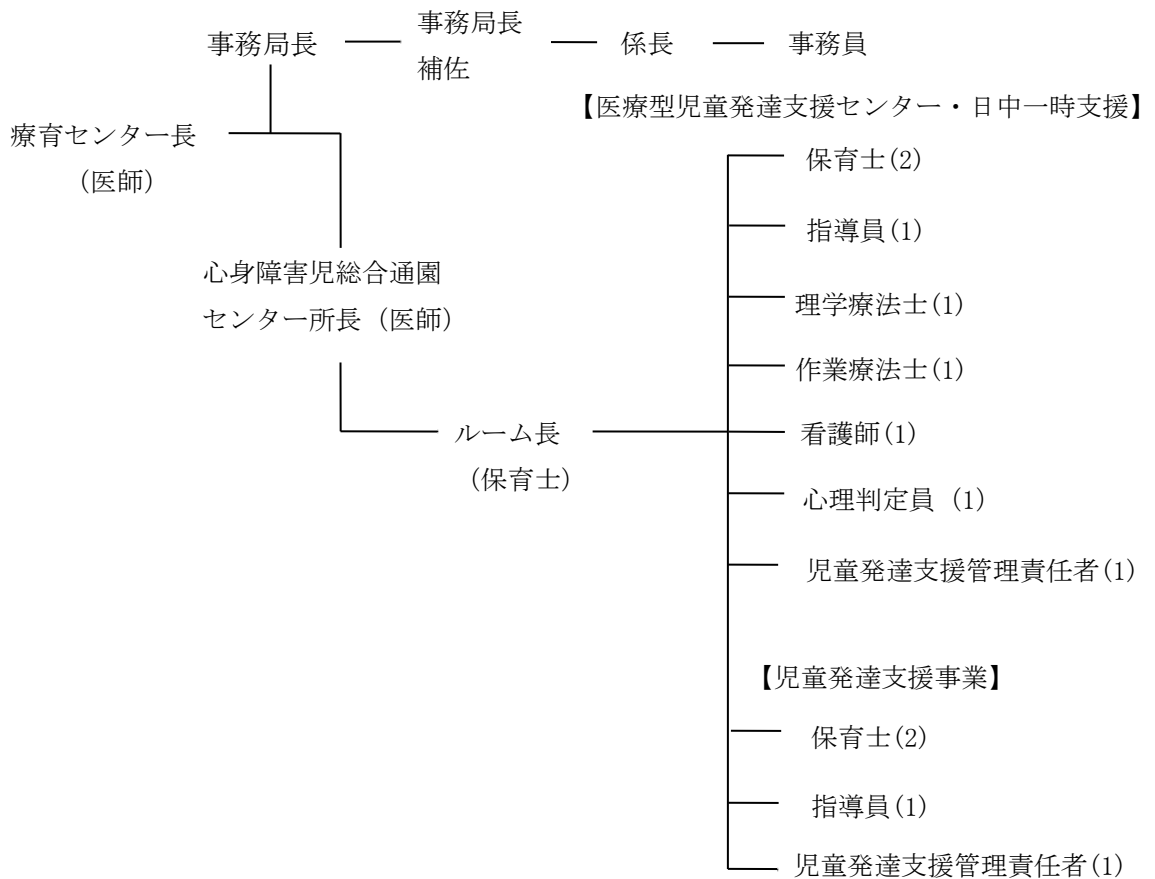 事務局長
事務局長
補佐
係長
事務員
【医療型児童発達支援センター・日中一時支援】
療育センター長
(医師)
保育士(2)
指導員(1)
心身障害児総合通園
センター所長 (医師)
理学療法士(1)
作業療法士(1)
ルーム長
(保育士)
看護師(1)
心理判定員 (1)
児童発達支援管理責任者(1)
【児童発達支援事業】
保育士(2)
指導員(1)
児童発達支援管理責任者(1)